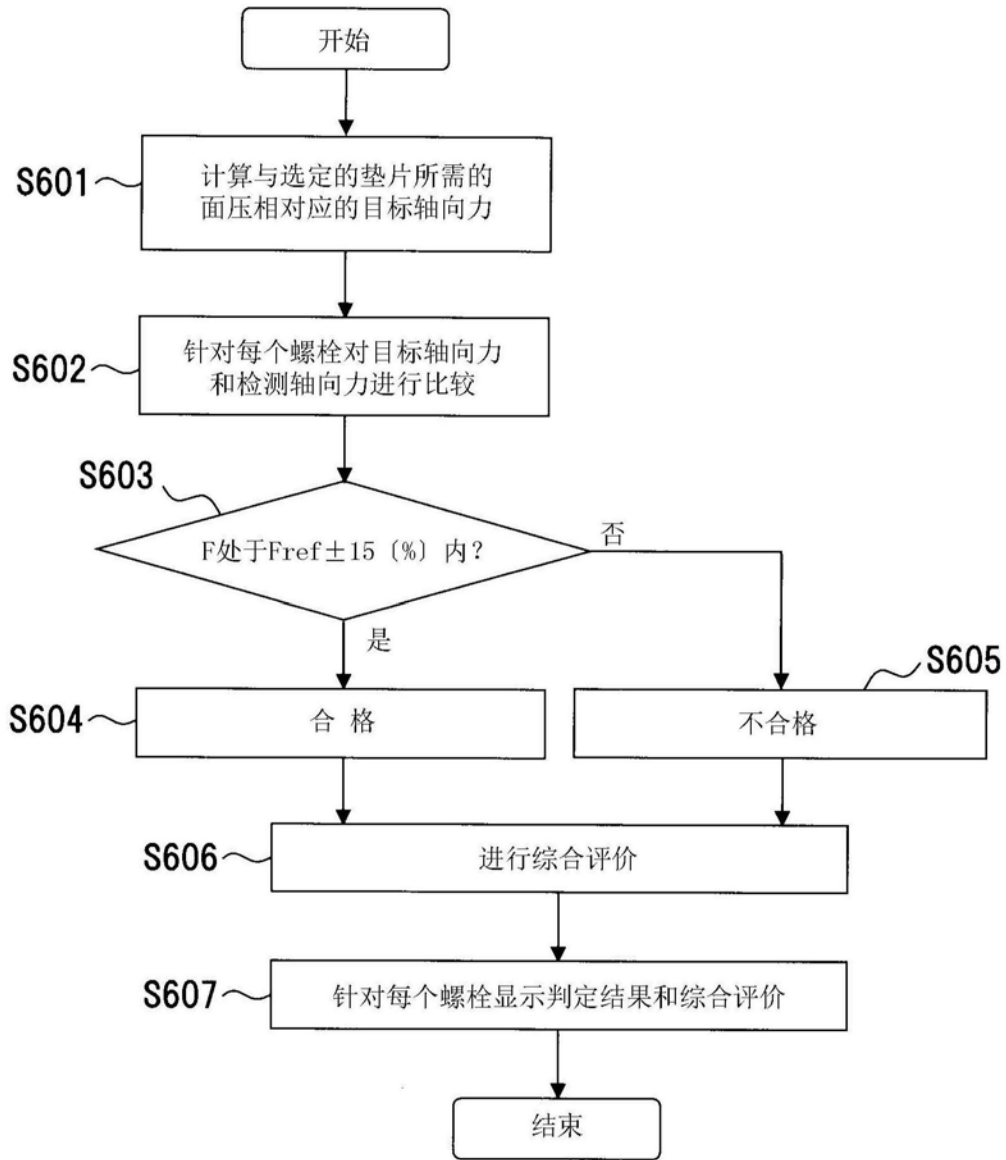 开始
S601
计算与选定的垫片所需的
面压相对应的目标轴向力
S602
针对每个螺栓对目标轴向力
和检测轴向力进行比较
S603
F处于Fref±15〔%〕内？
否
是
S605
S604
合 格
不合格
S606
进行综合评价
S607
针对每个螺栓显示判定结果和综合评价
结束